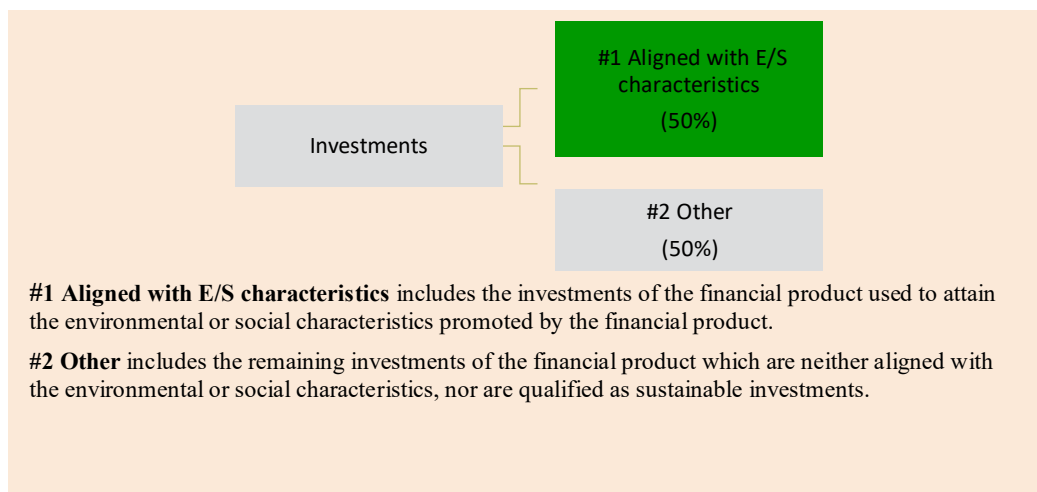 #1 Aligned with E/S
characteristics
(50%)
Investments
#2 Other
(50%)
#1 Aligned with E/S characteristics includes the investments of the financial product used to attain
the environmental or social characteristics promoted by the financial product.
#2 Other includes the remaining investments of the financial product which are neither aligned with
the environmental or social characteristics, nor are qualified as sustainable investments.